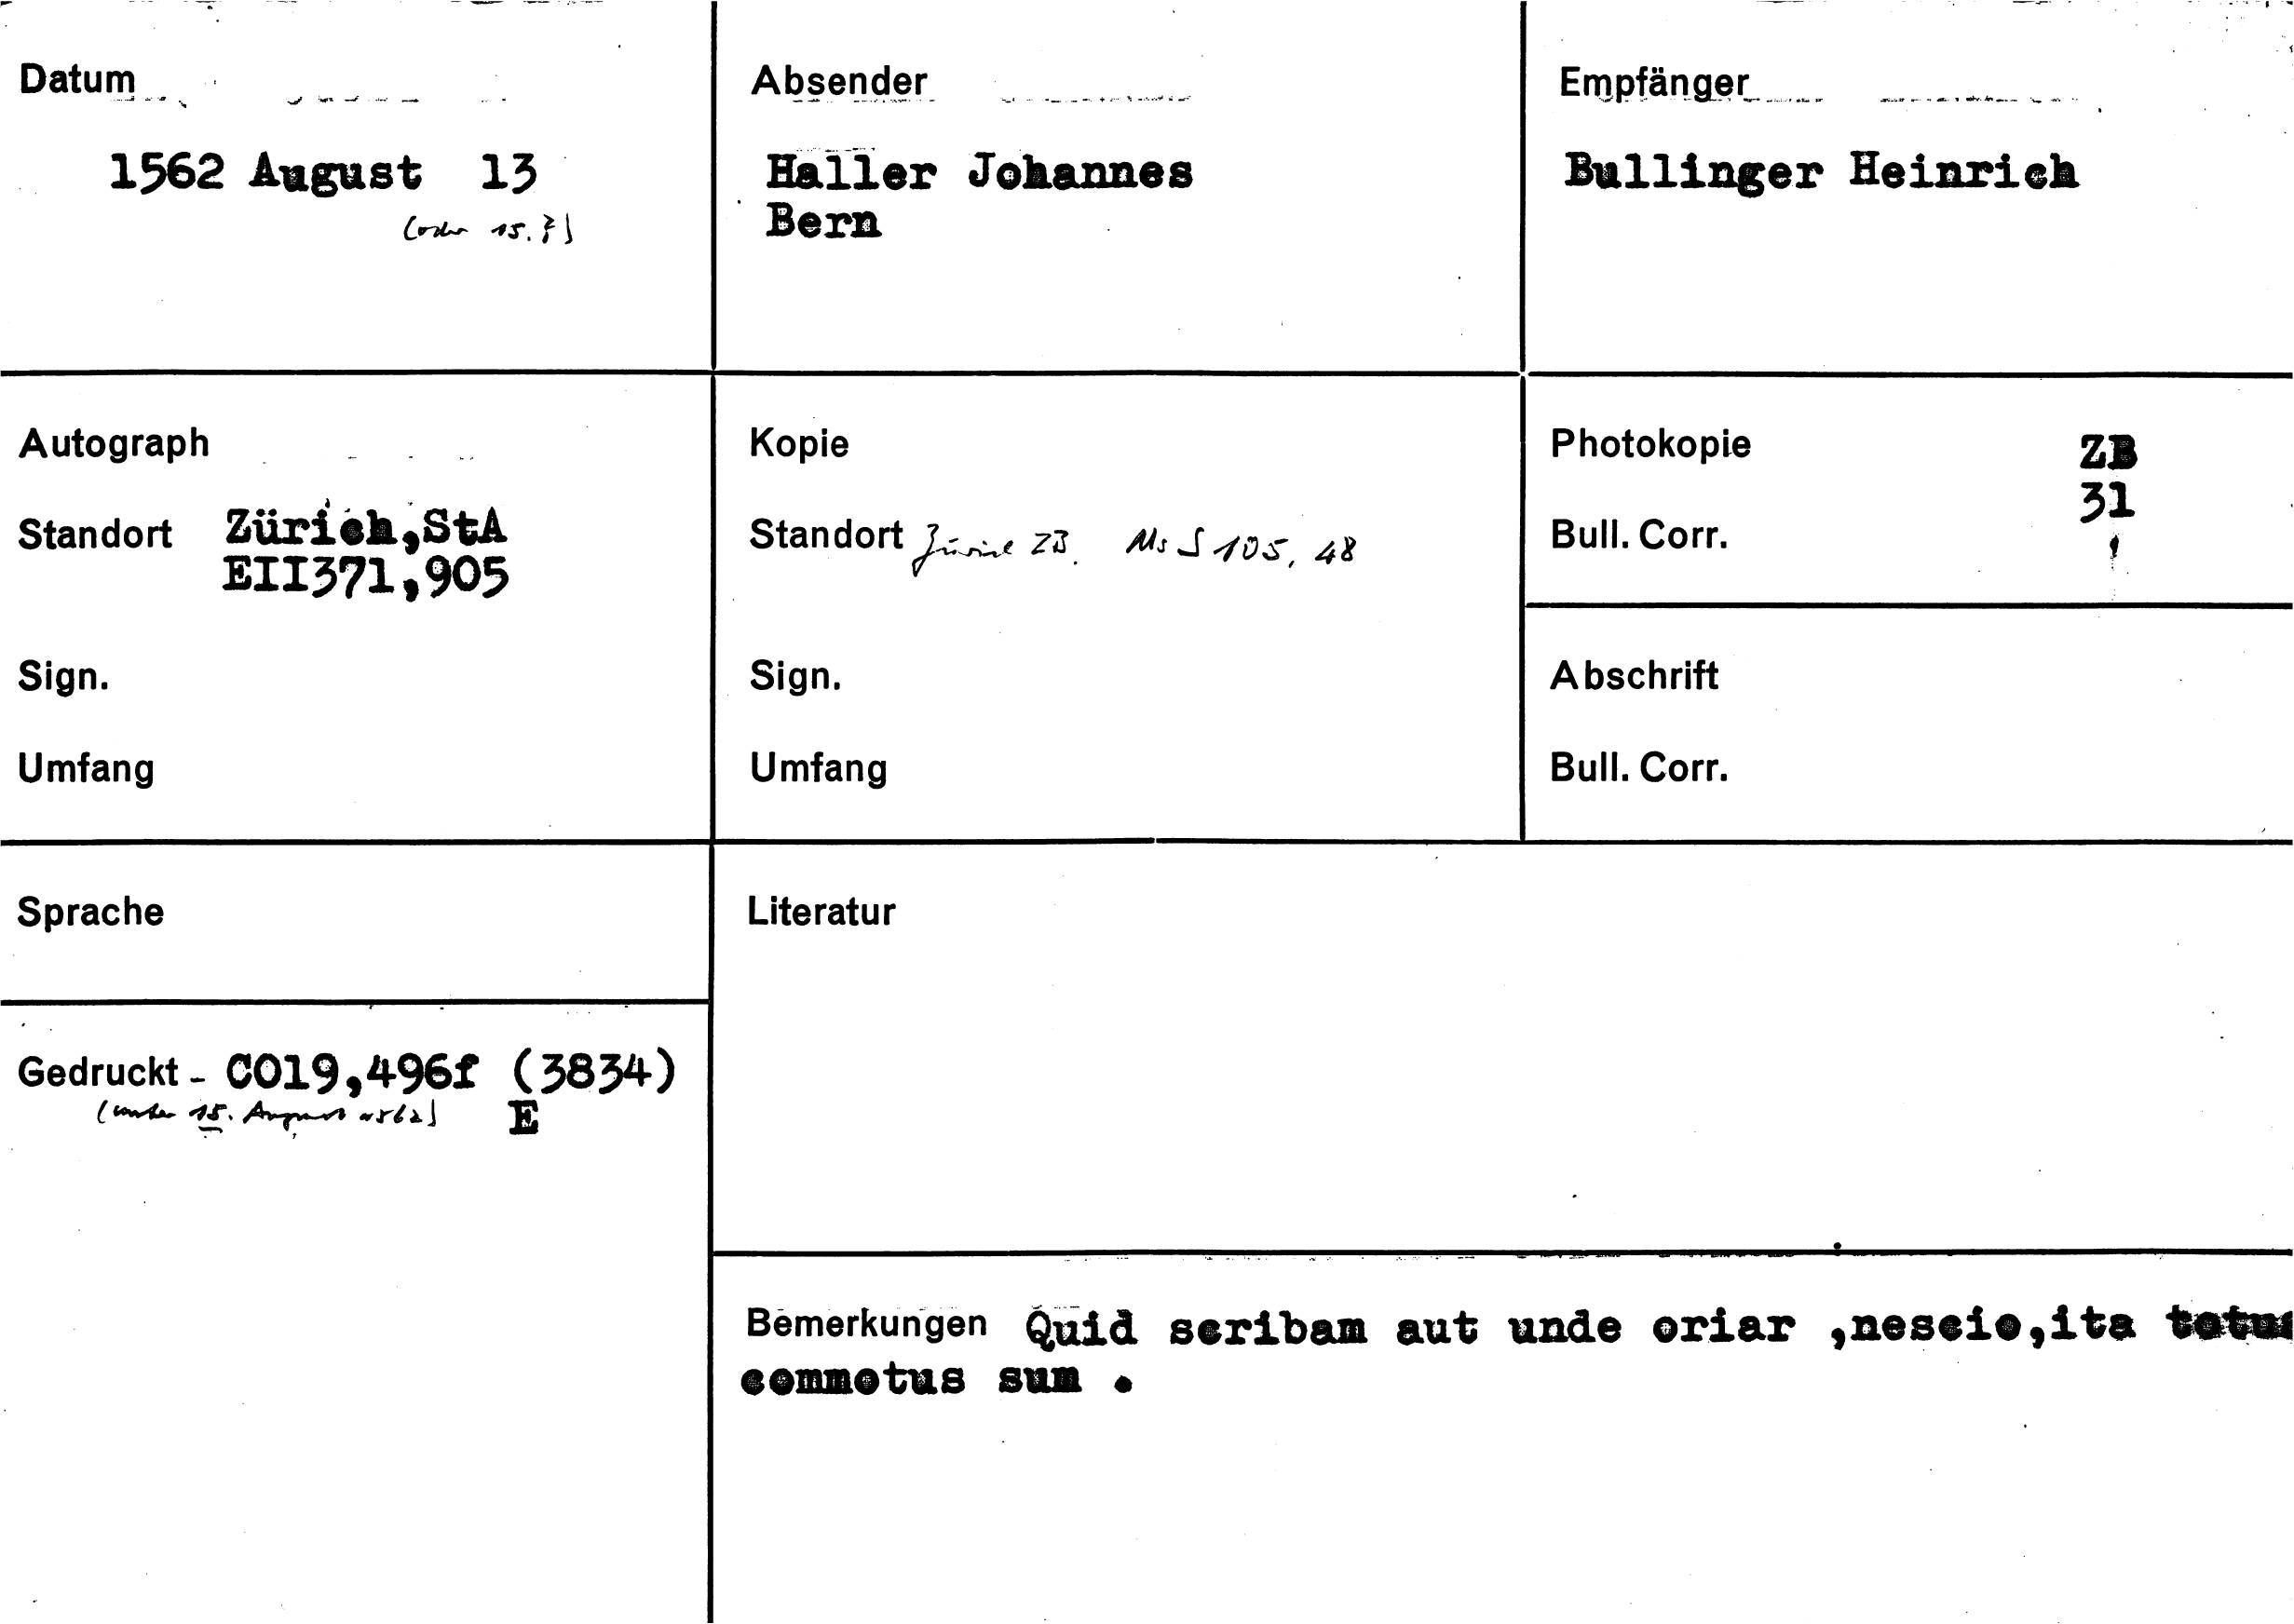 Datum
1562 August 13
(oder 15.?)
Absender
Haller Johannes
Bern
Empfänger
Bullinger Heinrich
Autograph
Standort Zürich,StA
EII371,905
Sign.
Umfang
Kopie
Standort Zürich ZB. Ms S 105, 48
Sign.
Umfang
Photokopie ZB
31
Bull. Corr.
Abschrift
Bull. Corr.
Sprache
Literatur
Gedruckt - CO19,496f (3834)
(unter 15. August 1562) E
Bemerkungen Quid scribam aut unde oriar ,nescio,ita totus
commotus sum .